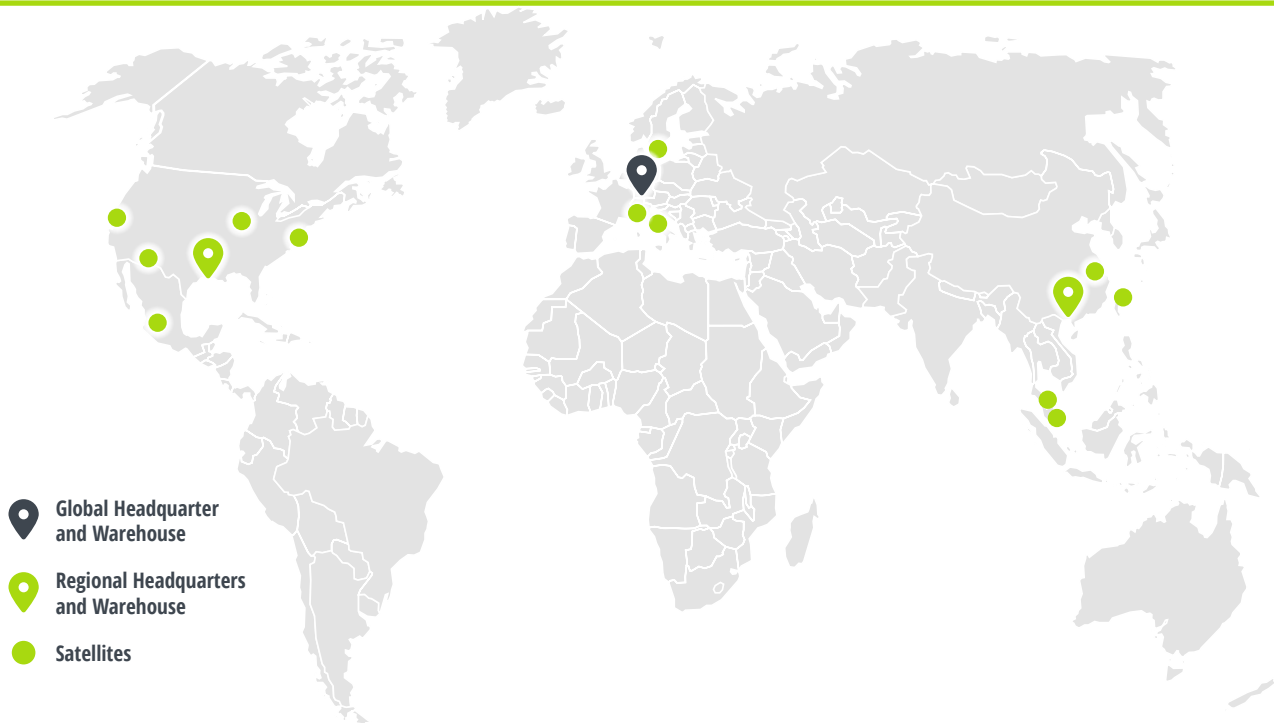 Global Headquarter
and Warehouse
Regional Headquarters
and Warehouse
Satellites